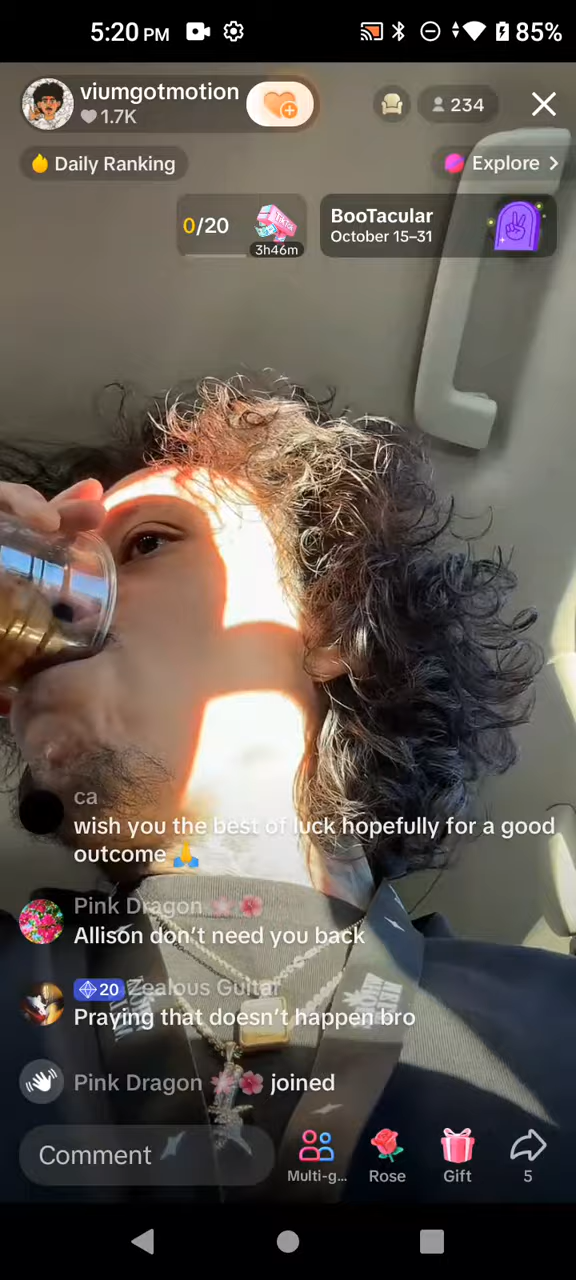 5:20 PM
85%
viumgotmotion
1.7K
234
Daily Ranking
Explore >
0/20
3h46m
BooTacular
October 15–31
ca
wish you the best of luck hopefully for a good
outcome 🙏
Pink Dragon 🌸🌺
Allison don't need you back
20 Zealous Guitar
Praying that doesn't happen bro
Pink Dragon 🌸🌺 joined
Comment
Multi-g...
Rose
Gift
5